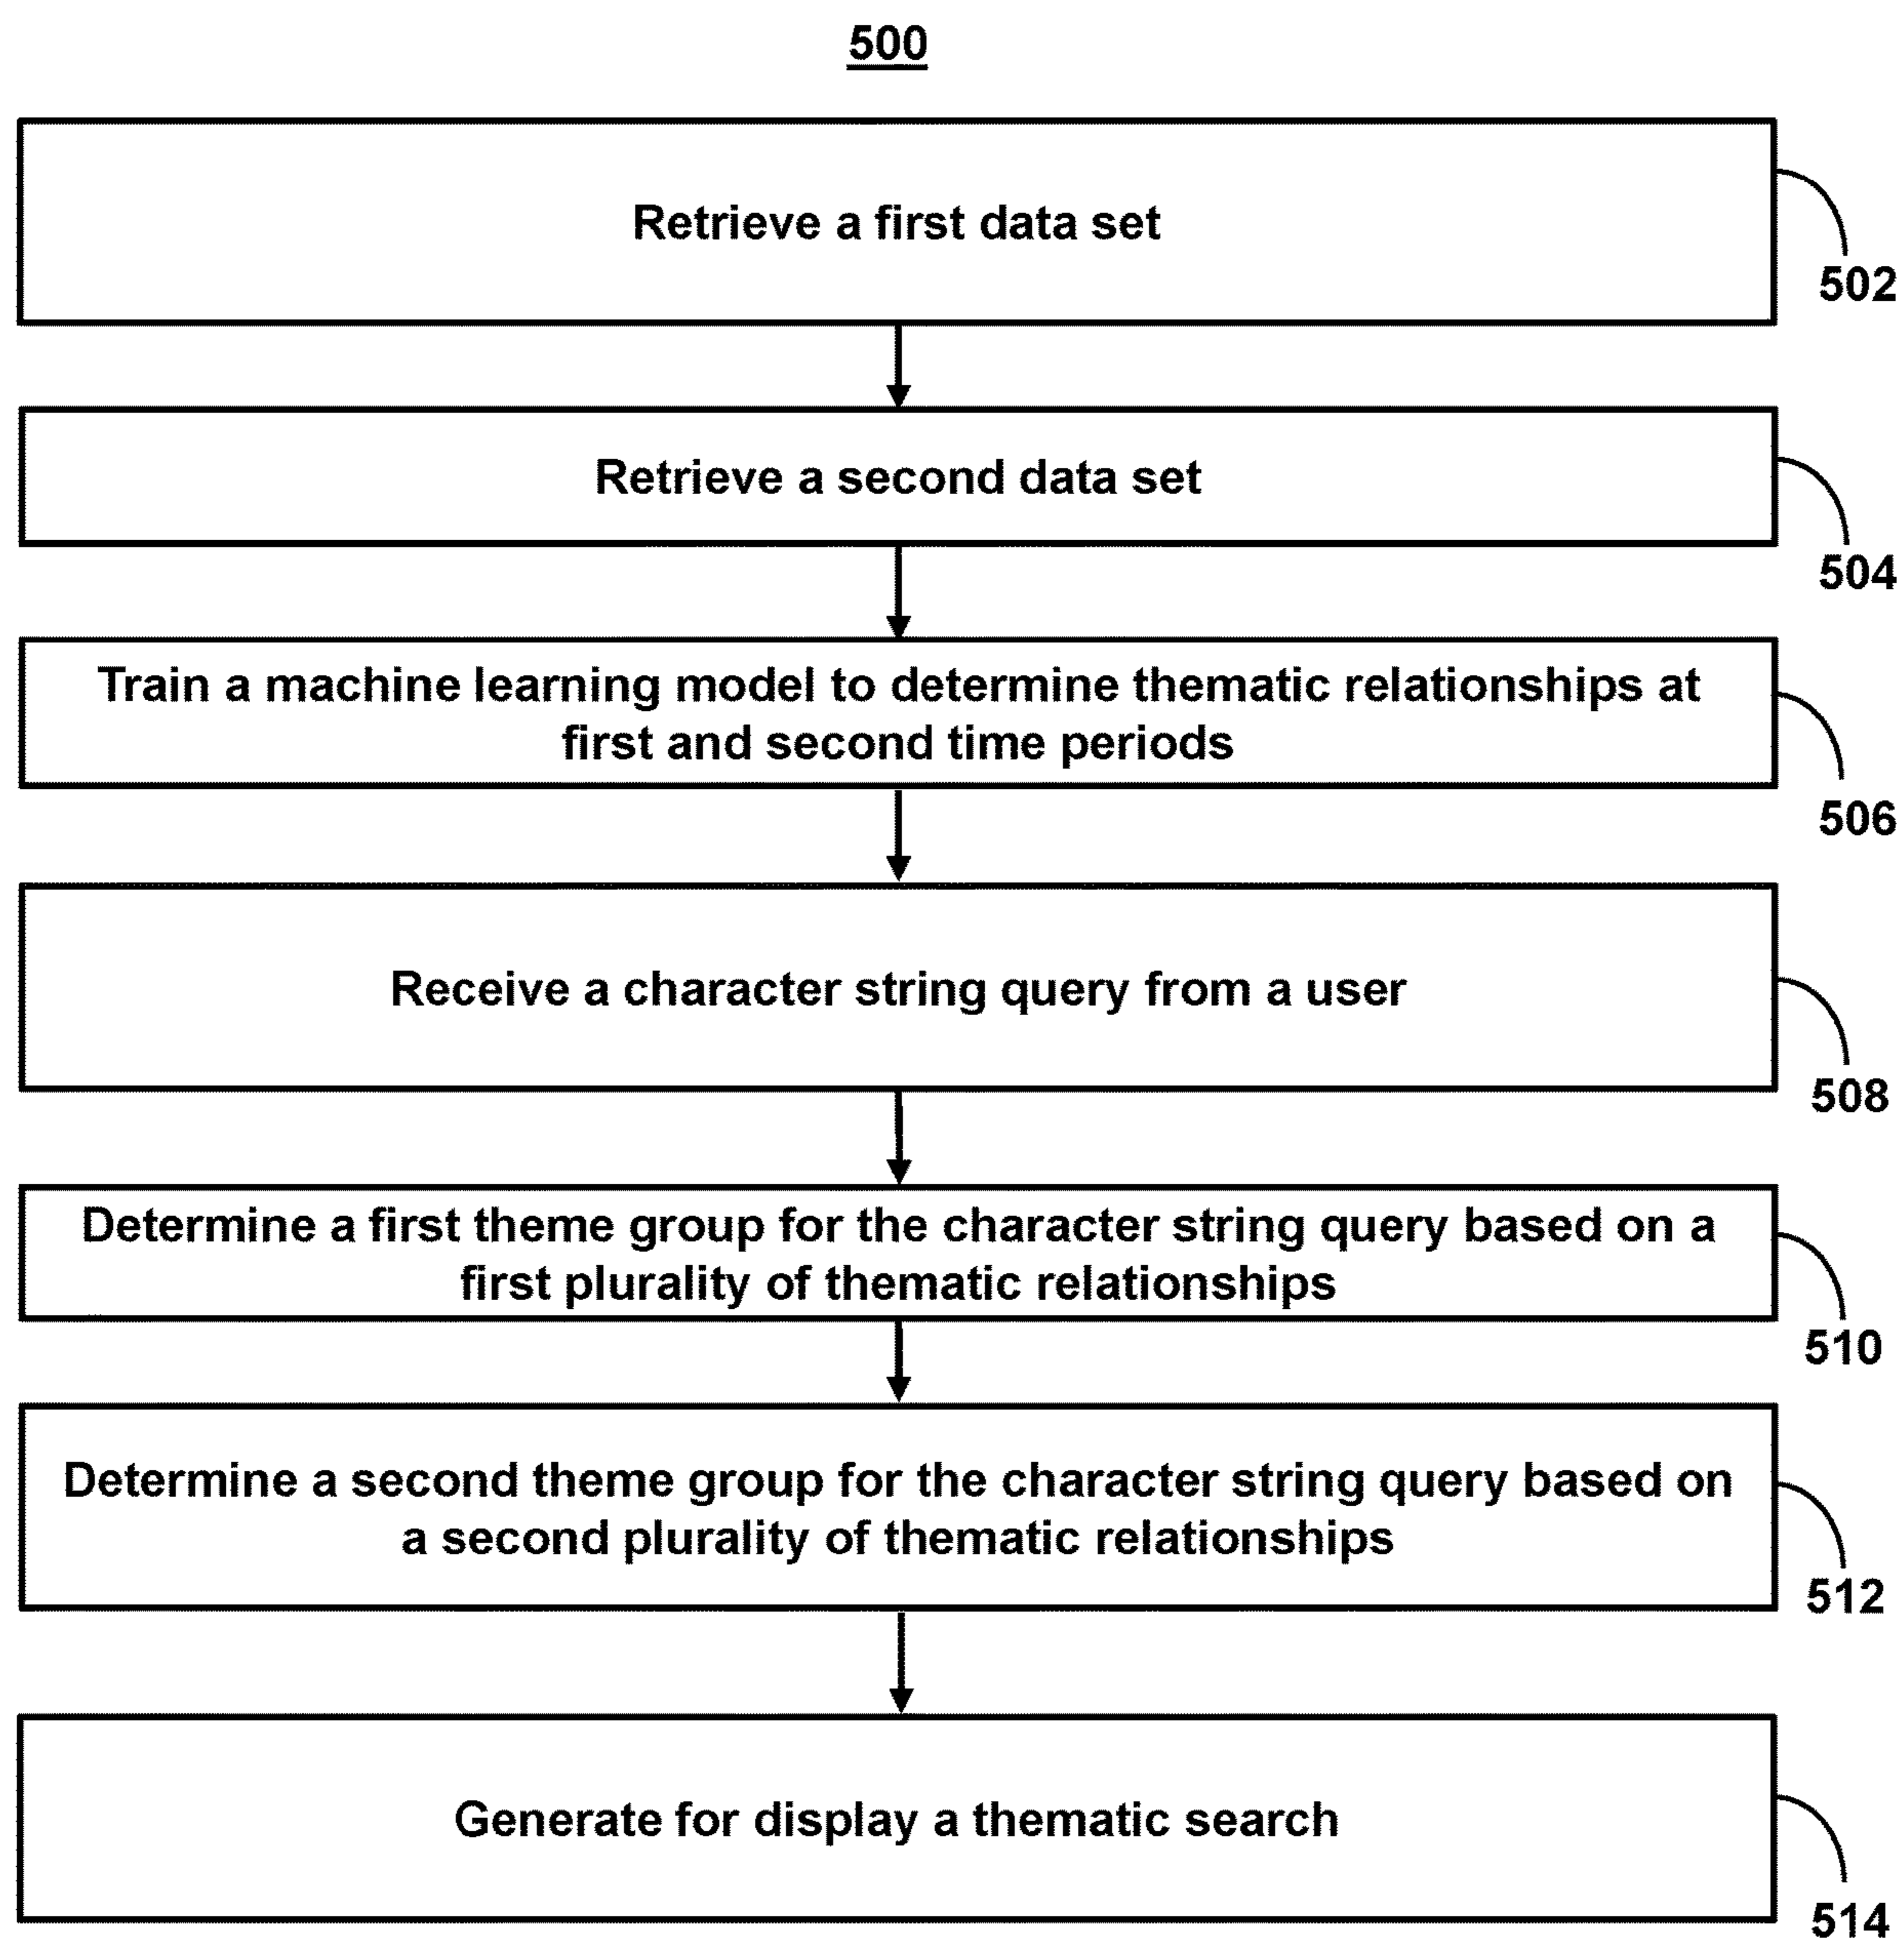 500
Retrieve a first data set
502
Retrieve a second data set
504
Train a machine learning model to determine thematic relationships at
first and second time periods
506
Receive a character string query from a user
508
Determine a first theme group for the character string query based on a
first plurality of thematic relationships
510
Determine a second theme group for the character string query based on
a second plurality of thematic relationships
512
Generate for display a thematic search
514